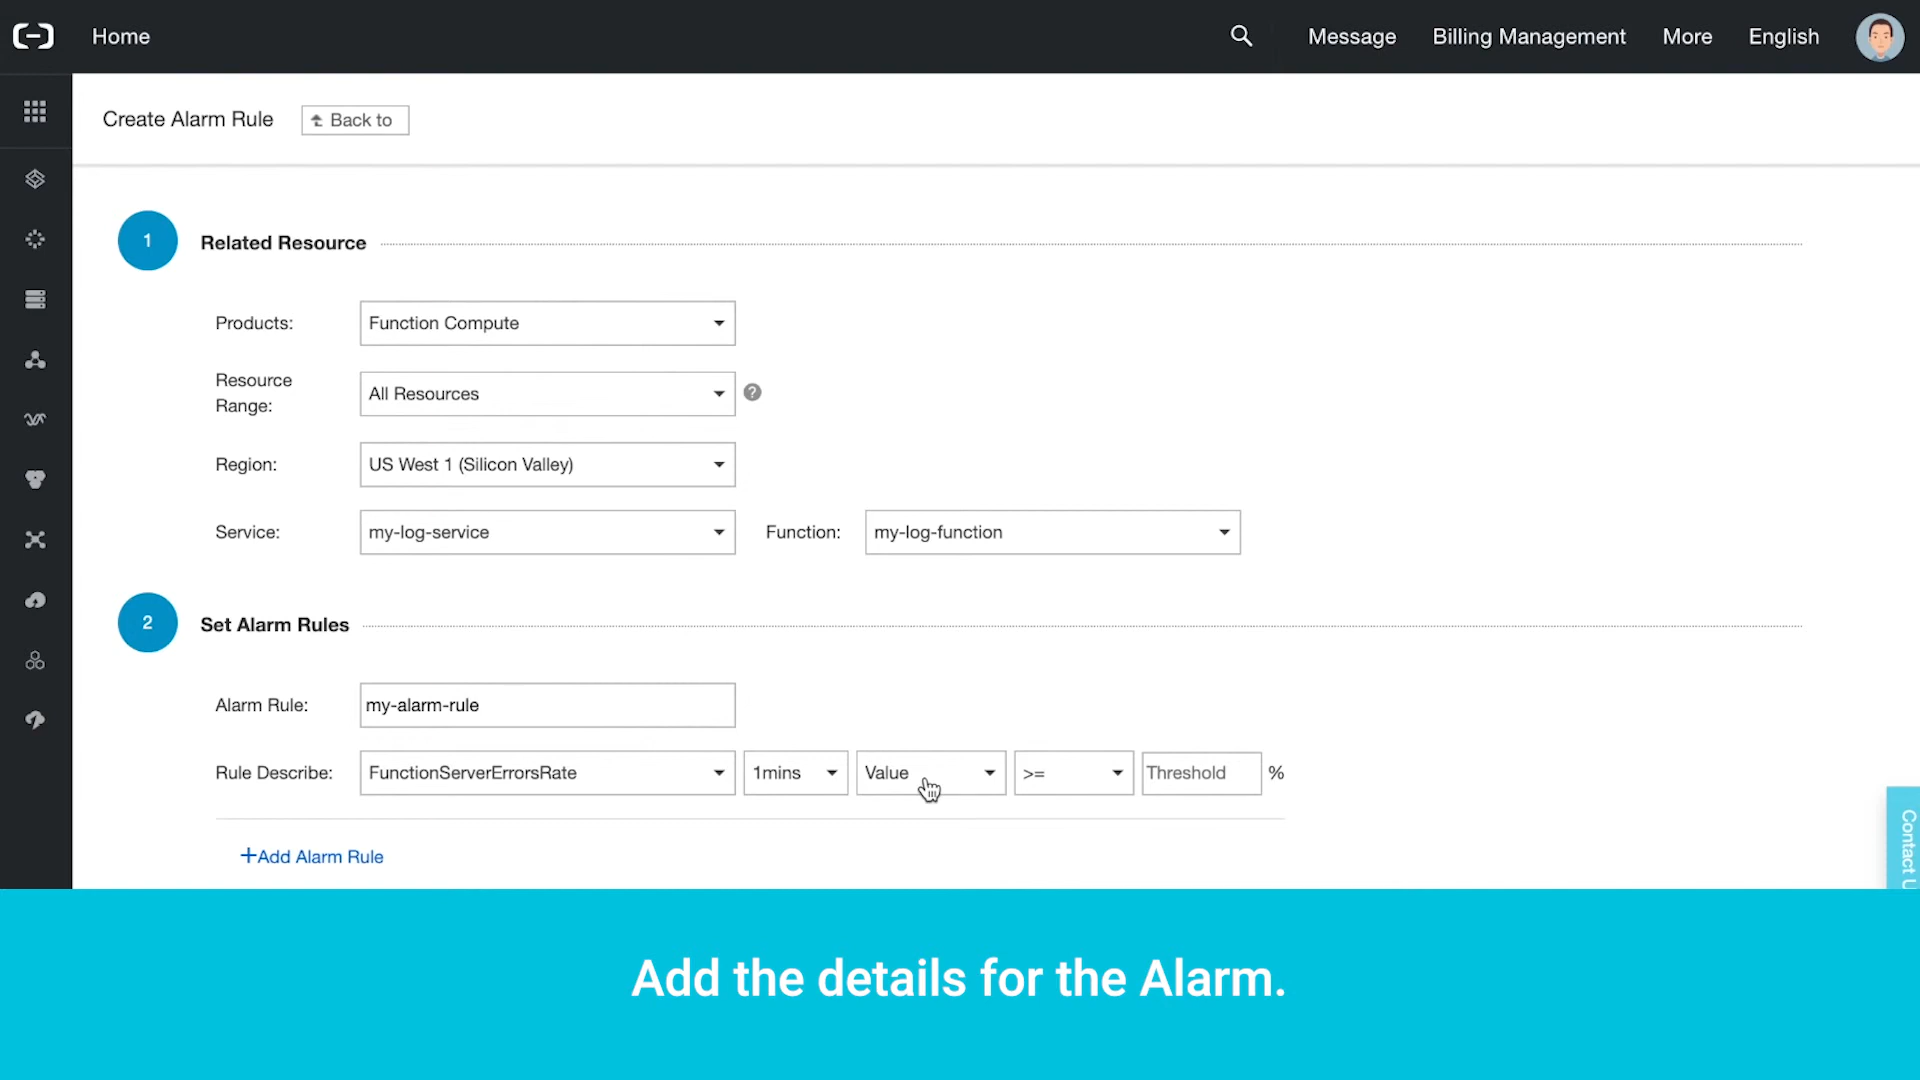 Home
Message Billing Management More English
Create Alarm Rule
Back to
1 Related Resource
Products: Function Compute
Resource
Range:
All Resources
?
Region: US West 1 (Silicon Valley)
Service: my-log-service Function: my-log-function
2 Set Alarm Rules
Alarm Rule: my-alarm-rule
Rule Describe: FunctionServerErrorsRate 1mins Value >= Threshold %
+Add Alarm Rule
Contact U
Add the details for the Alarm.